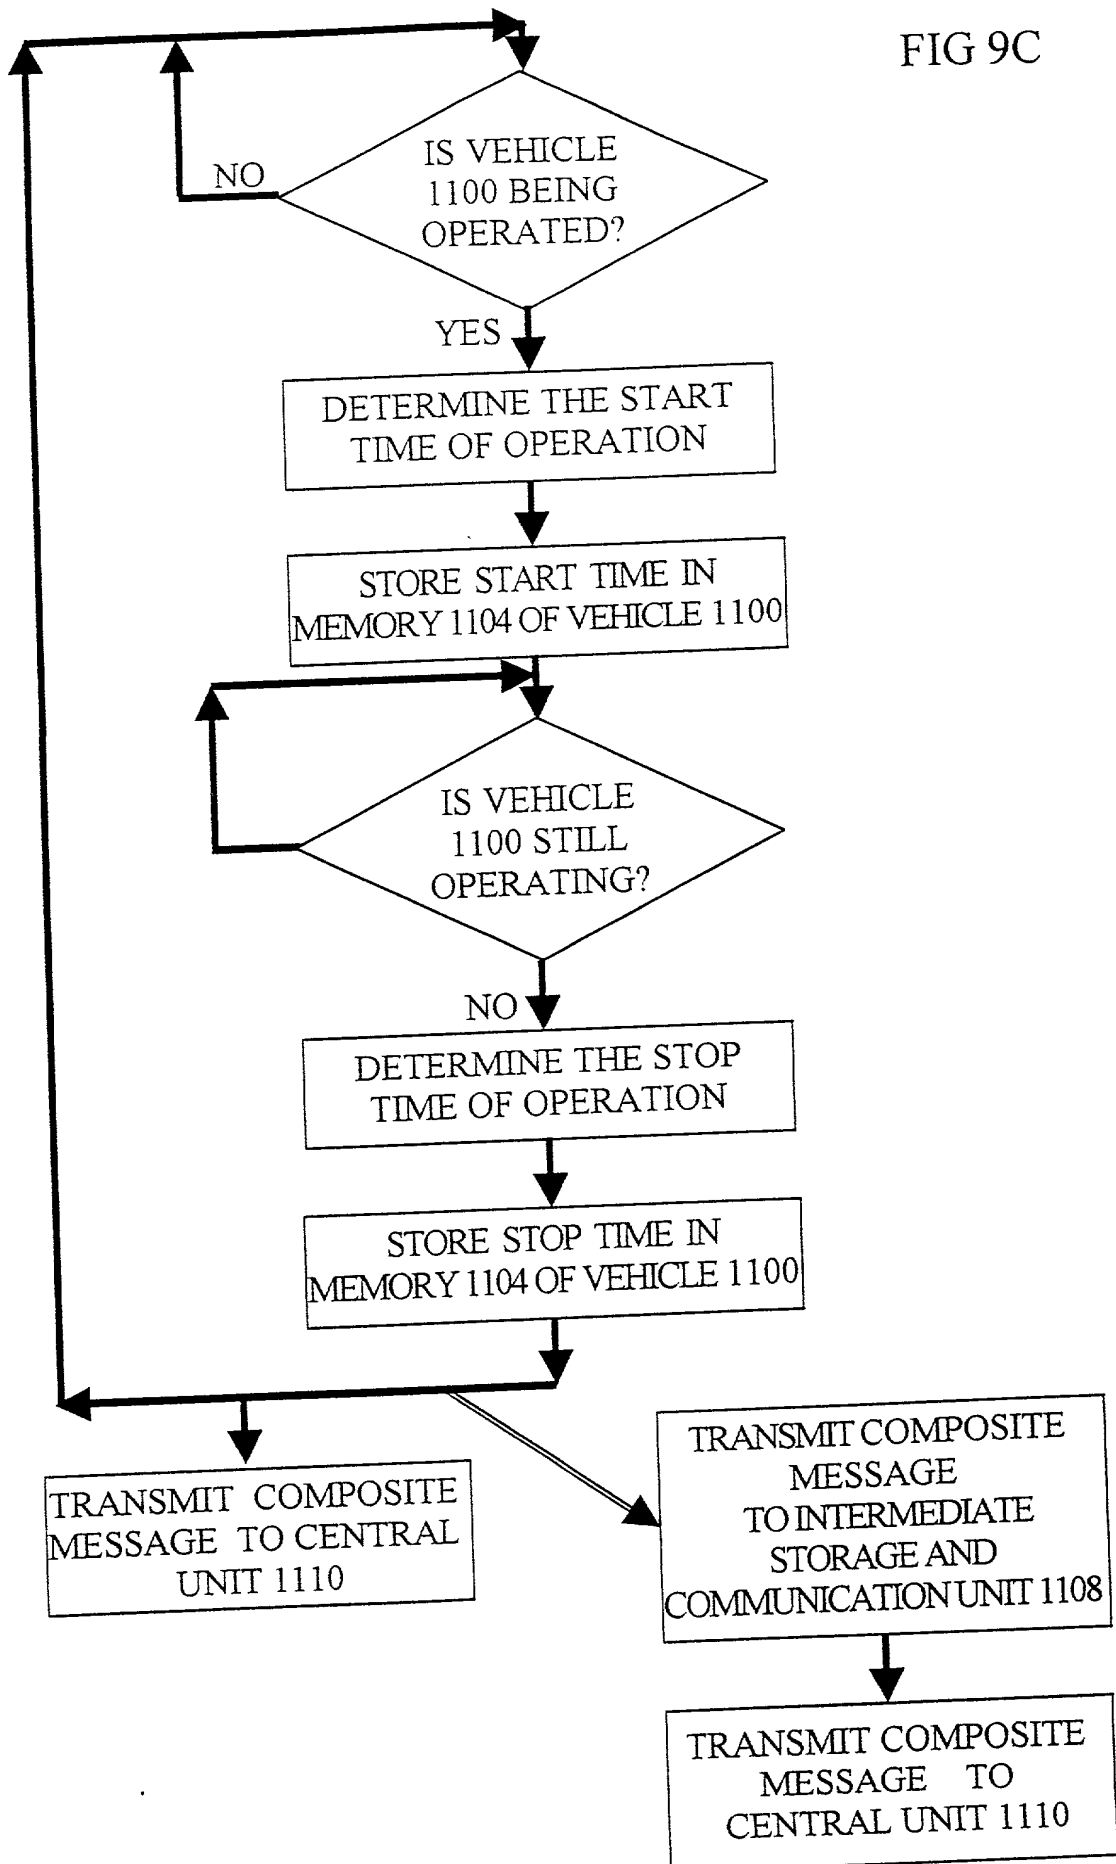 FIG 9C
IS VEHICLE
1100 BEING
OPERATED?
NO
YES
DETERMINE THE START
TIME OF OPERATION
STORE START TIME IN
MEMORY 1104 OF VEHICLE 1100
IS VEHICLE
1100 STILL
OPERATING?
NO
DETERMINE THE STOP
TIME OF OPERATION
STORE STOP TIME IN
MEMORY 1104 OF VEHICLE 1100
TRANSMIT COMPOSITE
MESSAGE TO CENTRAL
UNIT 1110
TRANSMIT COMPOSITE
MESSAGE
TO INTERMEDIATE
STORAGE AND
COMMUNICATION UNIT 1108
TRANSMIT COMPOSITE
MESSAGE TO
CENTRAL UNIT 1110